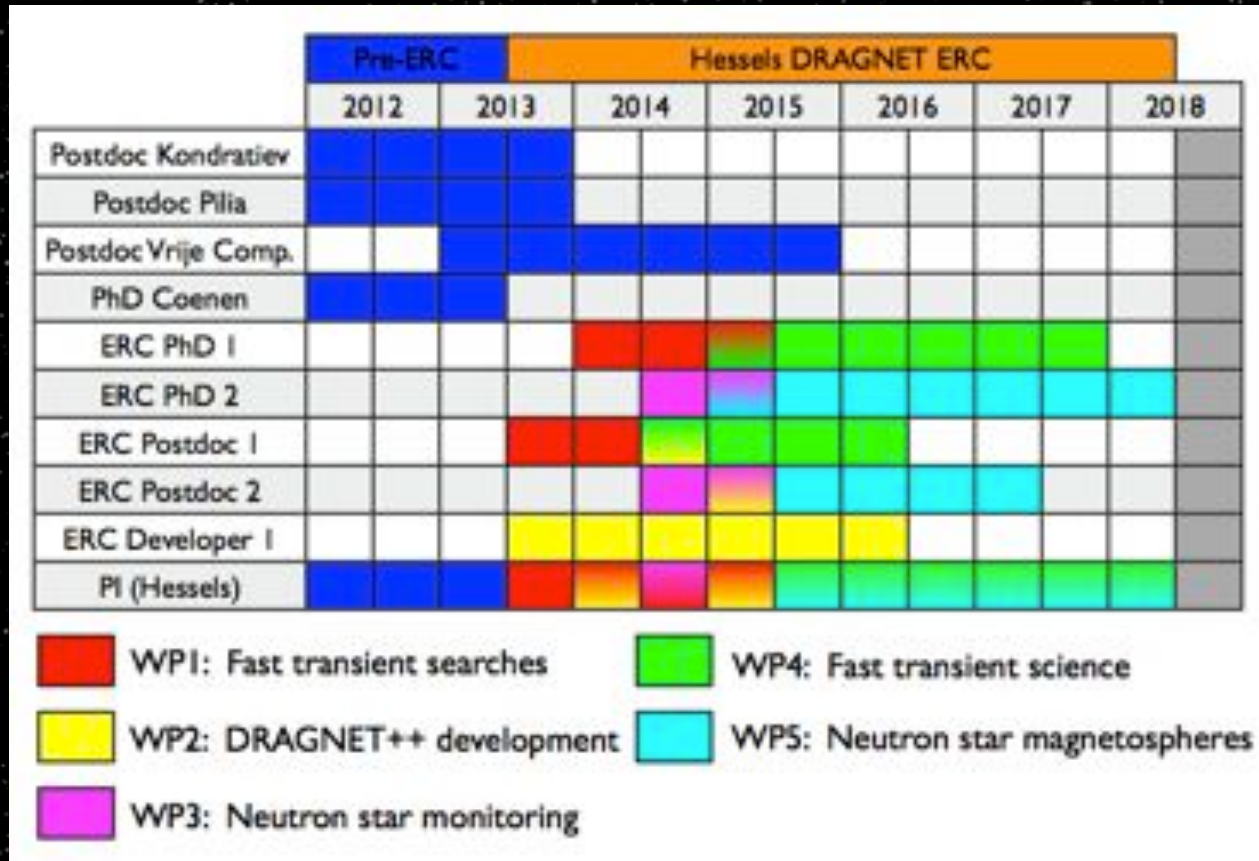 Pre-ERC Hessels DRAGNET ERC
2012 2013 2014 2015 2016 2017 2018
Postdoc Kondratiev
Postdoc Pilia
Postdoc Vrije Comp.
PhD Coenen
ERC PhD 1
ERC PhD 2
ERC Postdoc 1
ERC Postdoc 2
ERC Developer 1
PI (Hessels)
WP1: Fast transient searches
WP2: DRAGNET++ development
WP3: Neutron star monitoring
WP4: Fast transient science
WP5: Neutron star magnetospheres